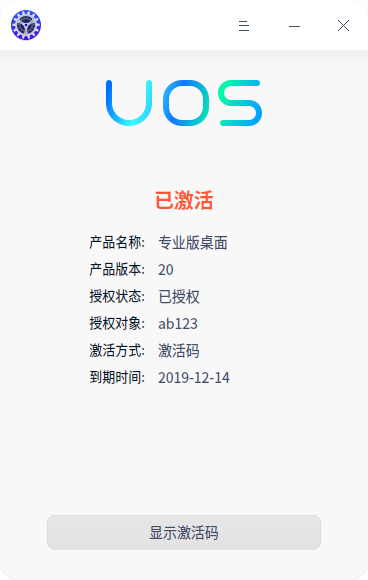 UOS
已激活
产品名称: 专业版桌面
产品版本: 20
授权状态: 已授权
授权对象: ab123
激活方式: 激活码
到期时间: 2019-12-14
显示激活码